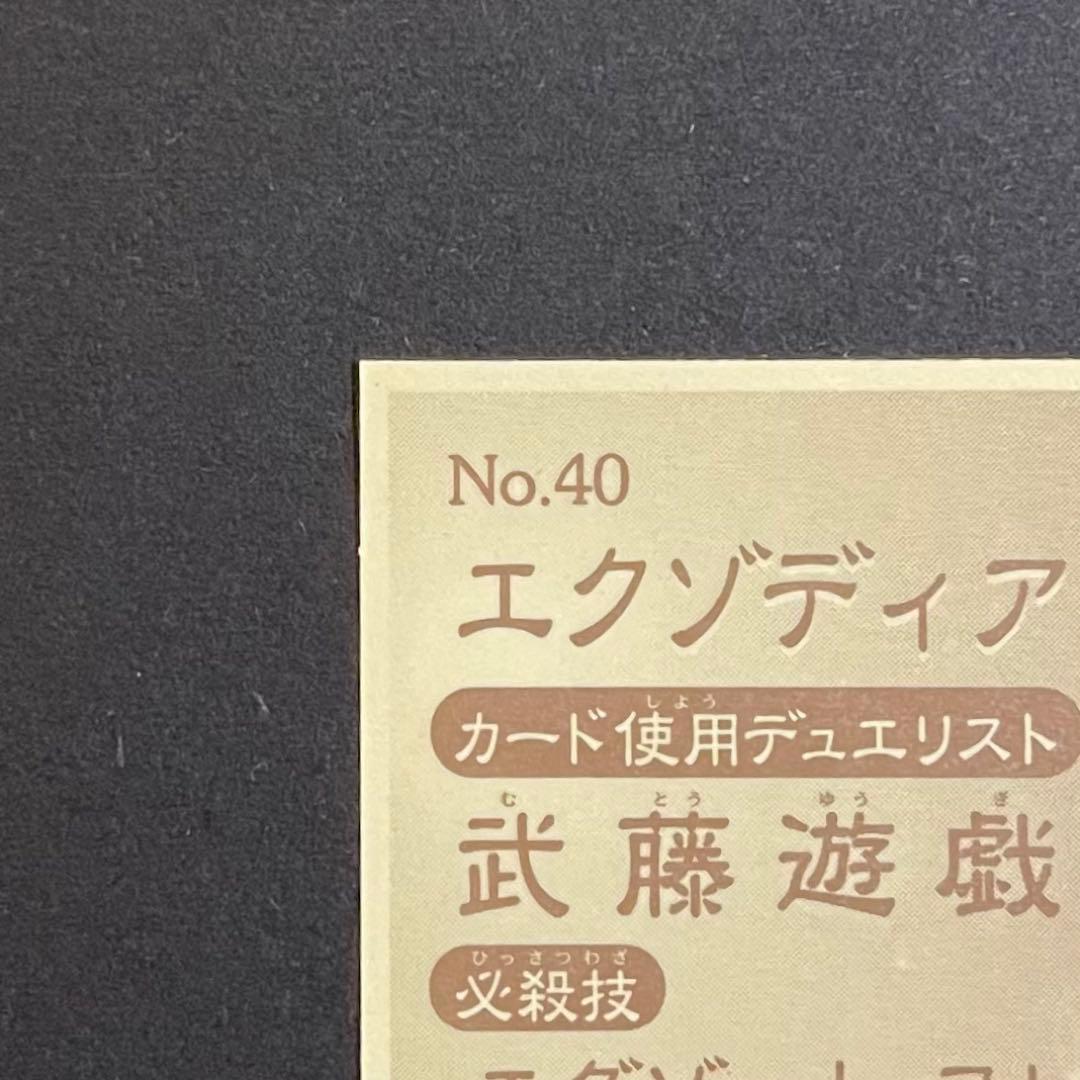 No.40
エクゾディア
しよう
カード使用デュエリスト
む とう ゆう ぎ
武藤遊戯
ひっさつわざ
必殺技